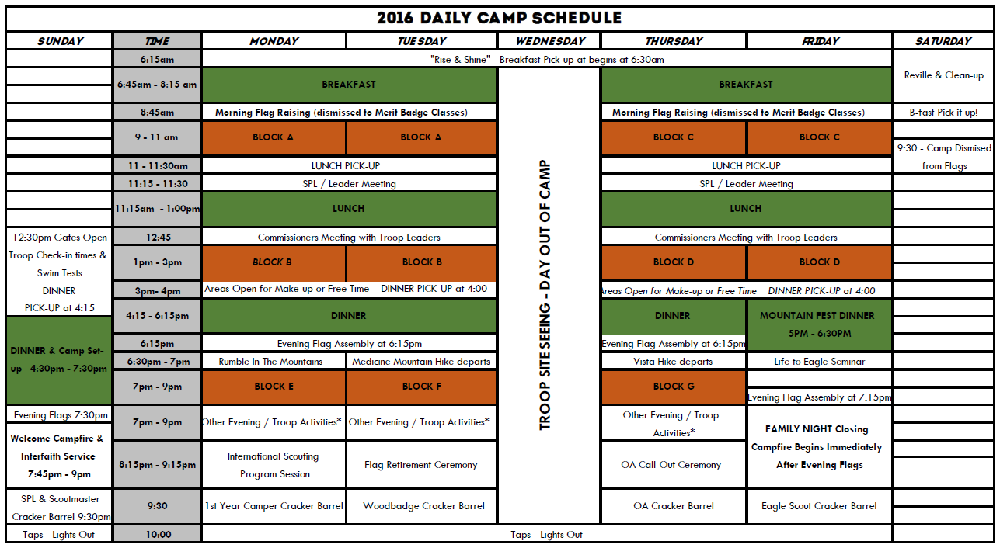 2016 DAILY CAMP SCHEDULE
SUNDAY TIME MONDAY TUESDAY WEDNESDAY THURSDAY FRIDAY SATURDAY
6:15am "Rise & Shine" - Breakfast Pick-up at begins at 6:30am
Reville & Clean-up
6:45am - 8:15 am BREAKFAST BREAKFAST
8:45am Morning Flag Raising (dismissed to Merit Badge Classes) Morning Flag Raising (dismissed to Merit Badge Classes) B-fast Pick it up!
9 - 11 am BLOCK A BLOCK A BLOCK C BLOCK C
9:30 - Camp Dismised
from Flags
11 - 11:30am LUNCH PICK-UP LUNCH PICK-UP
11:15 - 11:30 SPL / Leader Meeting SPL / Leader Meeting
11:15am - 1:00pm LUNCH LUNCH
TROOP SITE SEEING - DAY OUT OF CAMP
12:30pm Gates Open
Troop Check-in times &
Swim Tests
DINNER
PICK-UP at 4:15
12:45 Commissioners Meeting with Troop Leaders Commissioners Meeting with Troop Leaders
1pm - 3pm BLOCK B BLOCK B BLOCK D BLOCK D
3pm- 4pm Areas Open for Make-up or Free Time DINNER PICK-UP at 4:00 Areas Open for Make-up or Free Time DINNER PICK-UP at 4:00
4:15 - 6:15pm DINNER DINNER MOUNTAIN FEST DINNER
5PM - 6:30PM
DINNER & Camp Set-
up 4:30pm - 7:30pm
6:15pm Evening Flag Assembly at 6:15pm Evening Flag Assembly at 6:15pm
6:30pm - 7pm Rumble In The Mountains Medicine Mountain Hike departs Vista Hike departs Life to Eagle Seminar
7pm - 9pm BLOCK E BLOCK F BLOCK G
Evening Flag Assembly at 7:15pm
Evening Flags 7:30pm
7pm - 9pm Other Evening / Troop Activities* Other Evening / Troop Activities* Other Evening / Troop
Activities*
FAMILY NIGHT Closing
Campfire Begins Immediately
After Evening Flags
Welcome Campfire &
Interfaith Service
7:45pm - 9pm
8:15pm - 9:15pm International Scouting
Program Session
Flag Retirement Ceremony OA Call-Out Ceremony
SPL & Scoutmaster
Cracker Barrel 9:30pm
9:30 1st Year Camper Cracker Barrel Woodbadge Cracker Barrel OA Cracker Barrel Eagle Scout Cracker Barrel
Taps - Lights Out 10:00 Taps - Lights Out